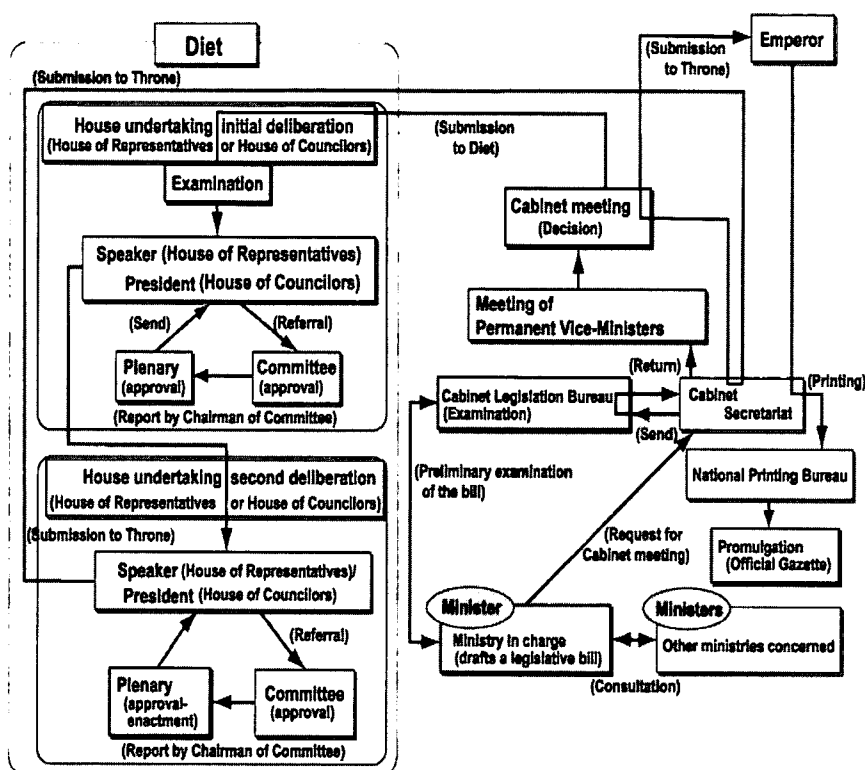 Diet
(Submission to Throne)
House undertaking initial deliberation
(House of Representatives or House of Councilors)
Examination
Speaker (House of Representatives)
President (House of Councilors)
(Send)
(Referral)
Plenary
(approval)
Committee
(approval)
(Report by Chairman of Committee)
House undertaking second deliberation
(House of Representatives or House of Councilors)
(Submission to Throne)
Speaker (House of Representatives)/
President (House of Councilors)
(Referral)
Plenary
(approval-
enactment)
Committee
(approval)
(Report by Chairman of Committee)
(Submission
to Throne)
Emperor
(Submission
to Diet)
Cabinet meeting
(Decision)
Meeting of
Permanent Vice-Ministers
(Return)
Cabinet Legislation Bureau
(Examination)
(Send)
Cabinet
Secretariat
(Printing)
National Printing Bureau
Promulgation
(Official Gazette)
(Preliminary examination
of the bill)
(Request for
Cabinet meeting)
Minister
Ministry in charge
(drafts a legislative bill)
Ministers
Other ministries concerned
(Consultation)